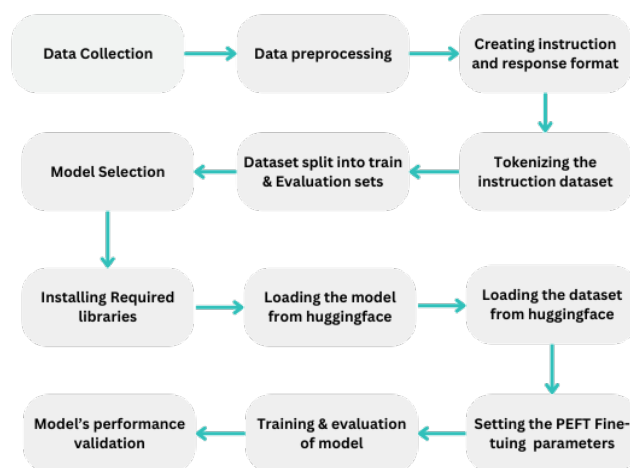 Data Collection
Data preprocessing
Creating instruction
and response format
Tokenizing the
instruction dataset
Dataset split into train
& Evaluation sets
Model Selection
Installing Required
libraries
Loading the model
from huggingface
Loading the dataset
from huggingface
Setting the PEFT Fine-
tuing parameters
Training & evaluation
of model
Model's performance
validation